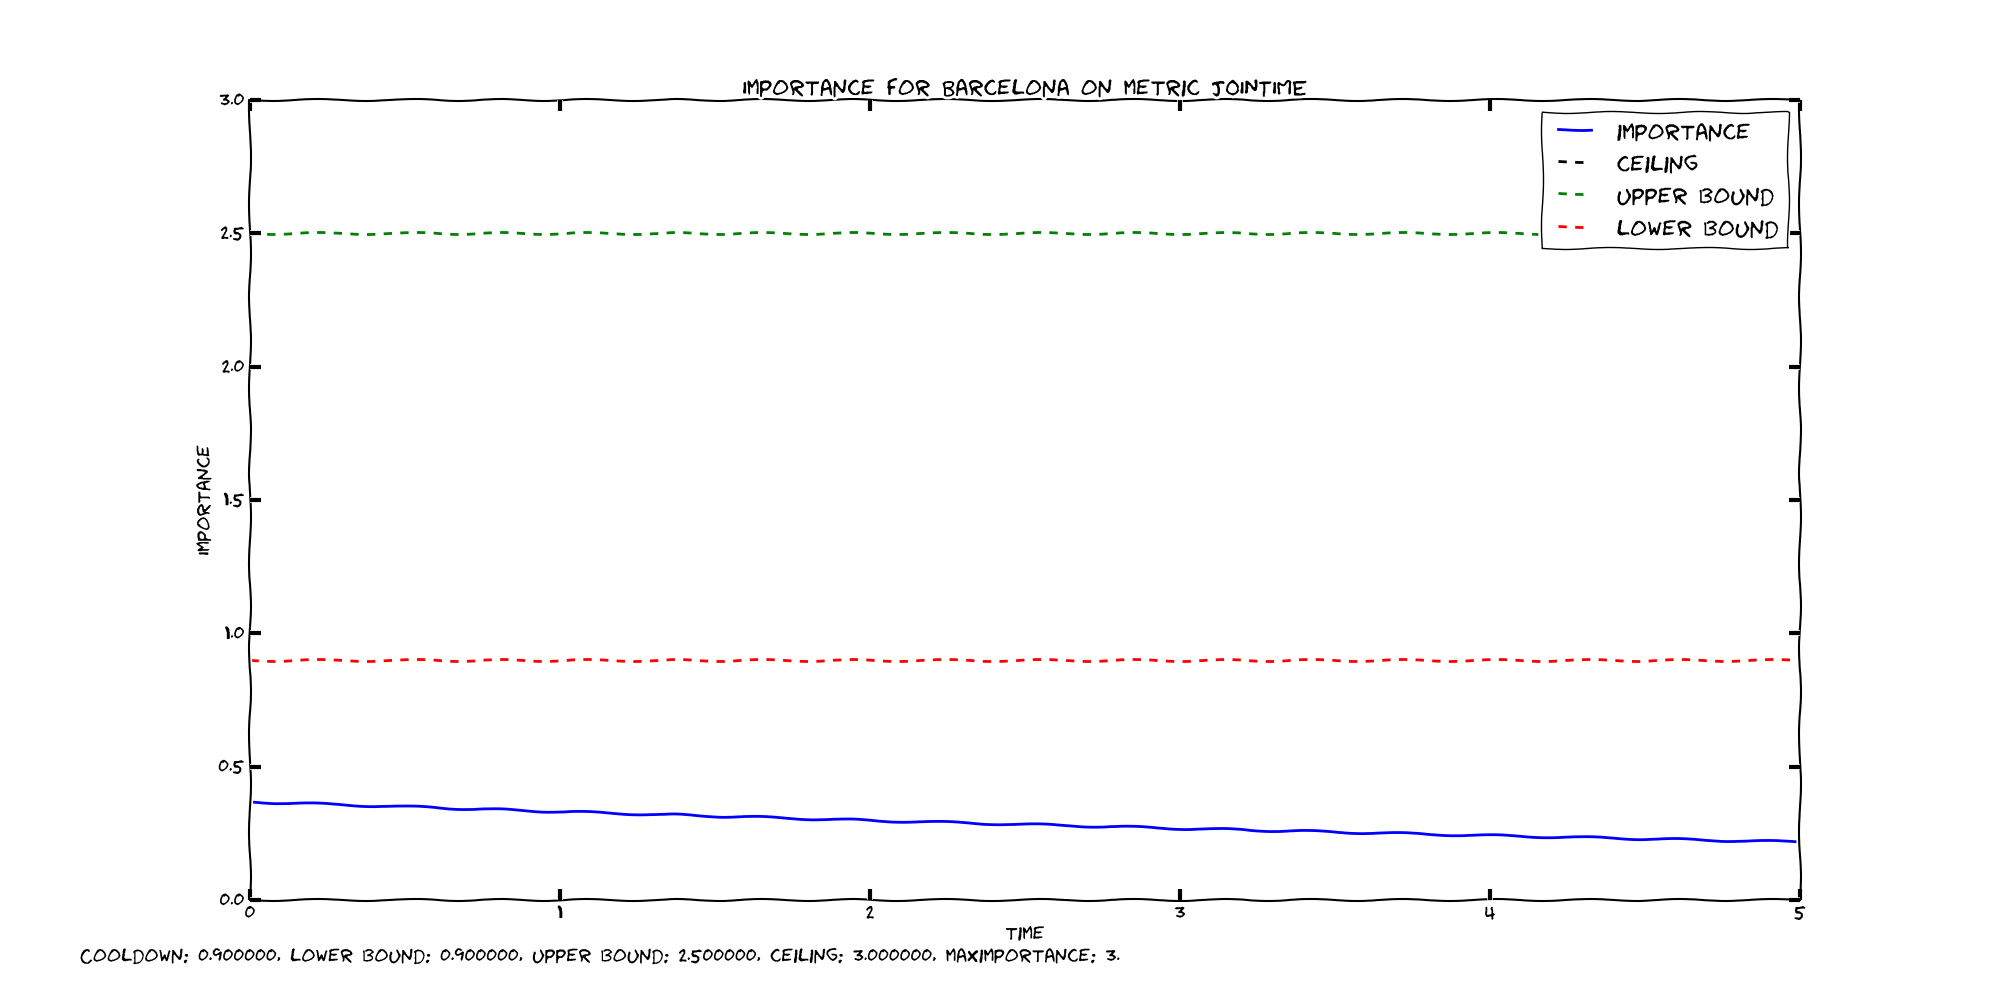 IMPORTANCE FOR BARCELONA ON METRIC JOINTIME
IMPORTANCE
CEILING
UPPER BOUND
LOWER BOUND
3.0
2.5
2.0
1.5
1.0
0.5
0.0
IMPORTANCE
0 1 2 3 4 5
TIME
COOLDOWN: 0.900000, LOWER BOUND: 0.900000, UPPER BOUND: 2.500000, CEILING: 3.000000, MAXIMPORTANCE: 3.